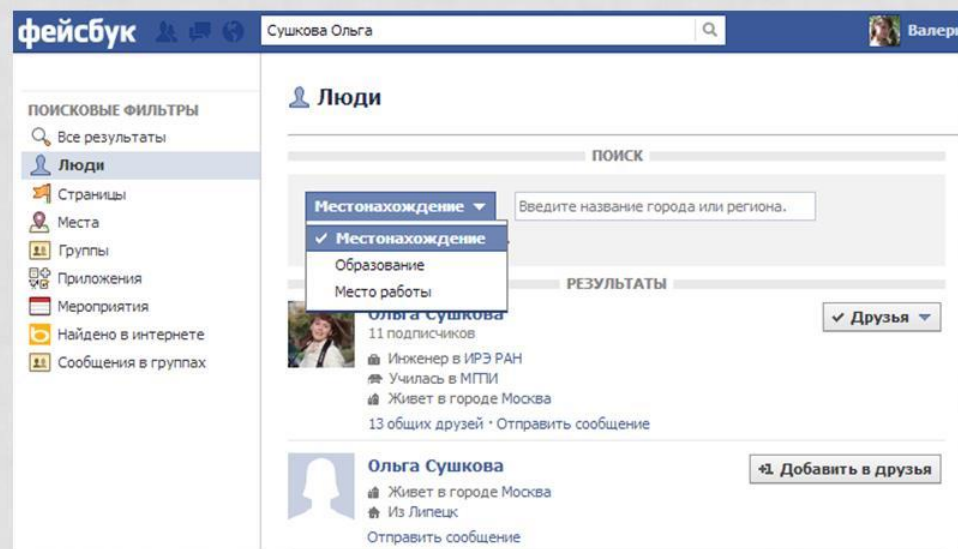 фейсбук
Сушкова Ольга
Валери
ПОИСКОВЫЕ ФИЛЬТРЫ
Все результаты
Люди
Страницы
Места
Группы
Приложения
Мероприятия
Найдено в интернете
Сообщения в группах
Люди
ПОИСК
Местонахождение
Введите название города или региона.
Местонахождение
Образование
Место работы
РЕЗУЛЬТАТЫ
Ольга Сушкова
11 подписчиков
Инженер в ИРЭ РАН
Училась в МГПИ
Живет в городе Москва
13 общих друзей · Отправить сообщение
Друзья
Ольга Сушкова
Живет в городе Москва
Из Липецк
Отправить сообщение
+1 Добавить в друзья